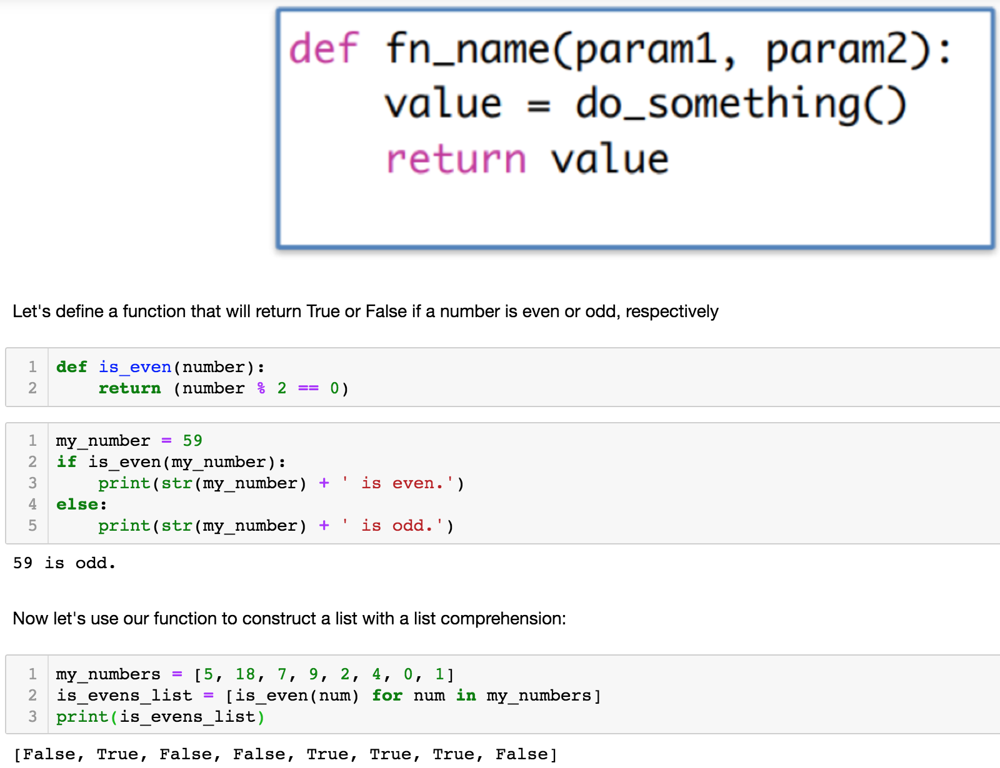 def fn_name(param1, param2):
    value = do_something()
    return value
Let's define a function that will return True or False if a number is even or odd, respectively
1 def is_even(number):
2     return (number % 2 == 0)
1 my_number = 59
2 if is_even(my_number):
3     print(str(my_number) + ' is even.')
4 else:
5     print(str(my_number) + ' is odd.')
59 is odd.
Now let's use our function to construct a list with a list comprehension:
1 my_numbers = [5, 18, 7, 9, 2, 4, 0, 1]
2 is_evens_list = [is_even(num) for num in my_numbers]
3 print(is_evens_list)
[False, True, False, False, True, True, True, False]